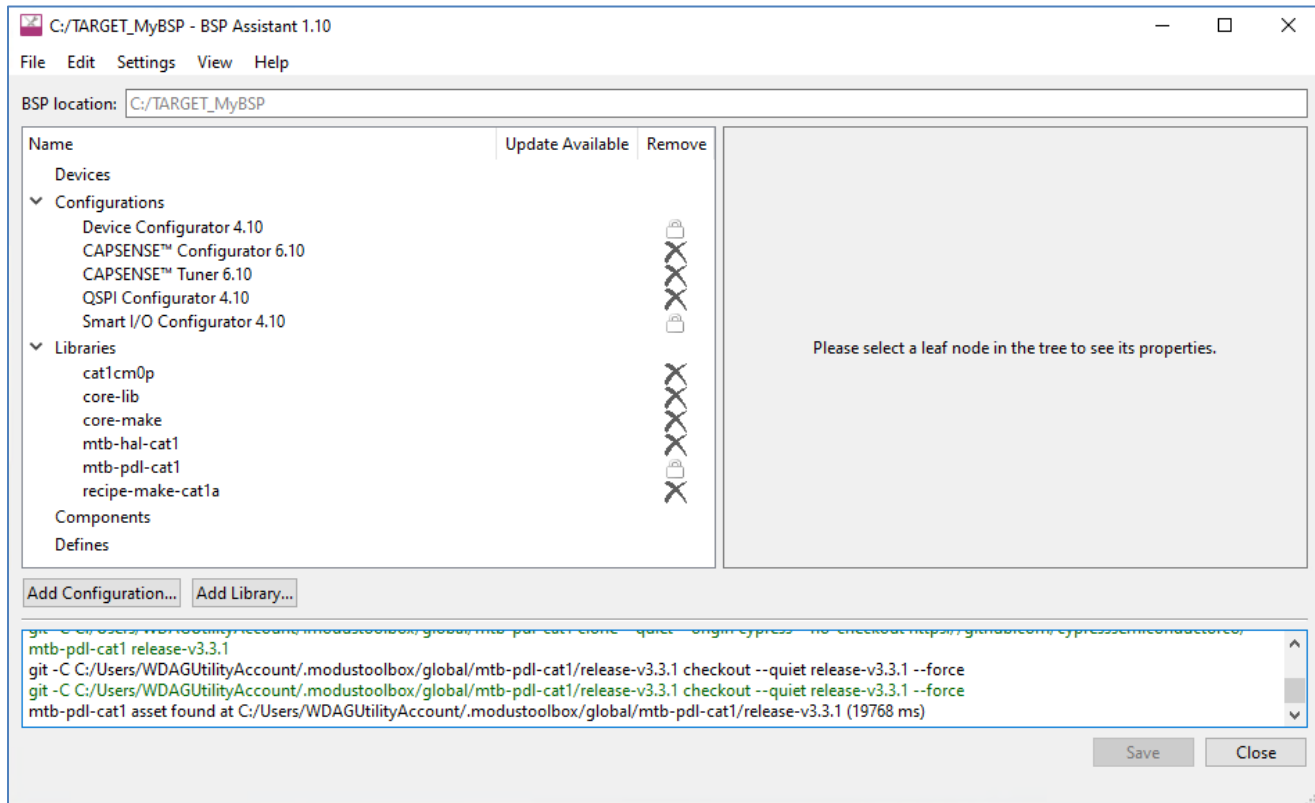 C:/TARGET_MyBSP - BSP Assistant 1.10
File Edit Settings View Help
BSP location: C:/TARGET_MyBSP
Name Update Available Remove
Devices
Configurations
Device Configurator 4.10
CAPSENSE™ Configurator 6.10
CAPSENSE™ Tuner 6.10
QSPI Configurator 4.10
Smart I/O Configurator 4.10
Libraries
cat1cm0p
core-lib
core-make
mtb-hal-cat1
mtb-pdl-cat1
recipe-make-cat1a
Components
Defines
Please select a leaf node in the tree to see its properties.
Add Configuration... Add Library...
mtb-pdl-cat1 release-v3.3.1
git -C C:/Users/WDAGUtilityAccount/.modustoolbox/global/mtb-pdl-cat1/release-v3.3.1 checkout --quiet release-v3.3.1 --force
git -C C:/Users/WDAGUtilityAccount/.modustoolbox/global/mtb-pdl-cat1/release-v3.3.1 checkout --quiet release-v3.3.1 --force
mtb-pdl-cat1 asset found at C:/Users/WDAGUtilityAccount/.modustoolbox/global/mtb-pdl-cat1/release-v3.3.1 (19768 ms)
Save Close